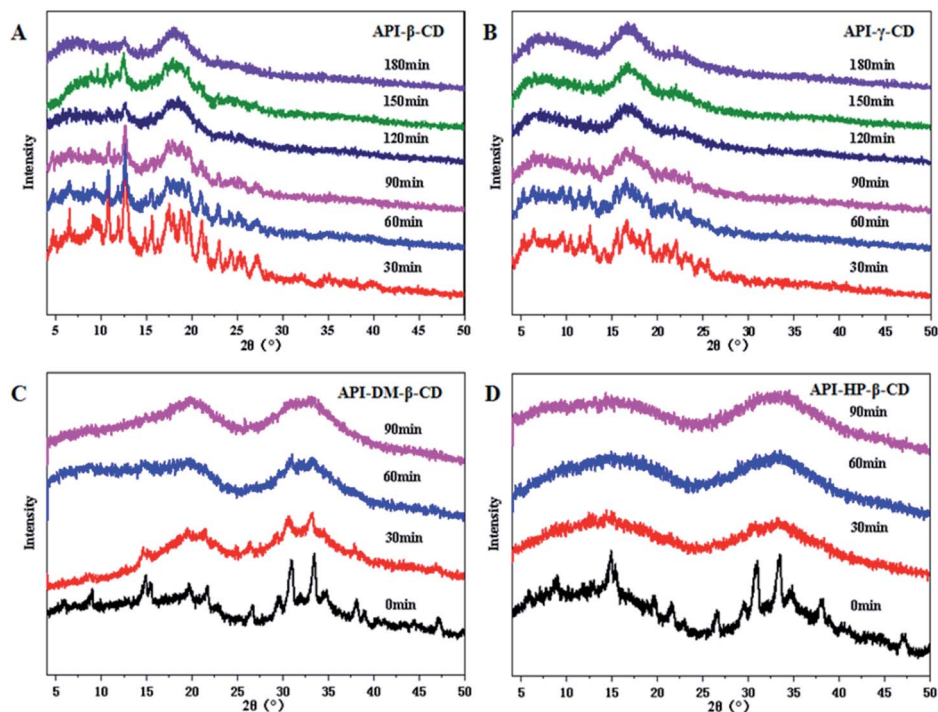 A
API-β-CD
180min
150min
120min
90min
60min
30min
Intensity
5 10 15 20 25 30 35 40 45 50
2θ (°)
B
API-γ-CD
180min
150min
120min
90min
60min
30min
Intensity
5 10 15 20 25 30 35 40 45 50
2θ (°)
C
API-DM-β-CD
90min
60min
30min
0min
Intensity
5 10 15 20 25 30 35 40 45 50
2θ (°)
D
API-HP-β-CD
90min
60min
30min
0min
Intensity
5 10 15 20 25 30 35 40 45 50
2θ (°)